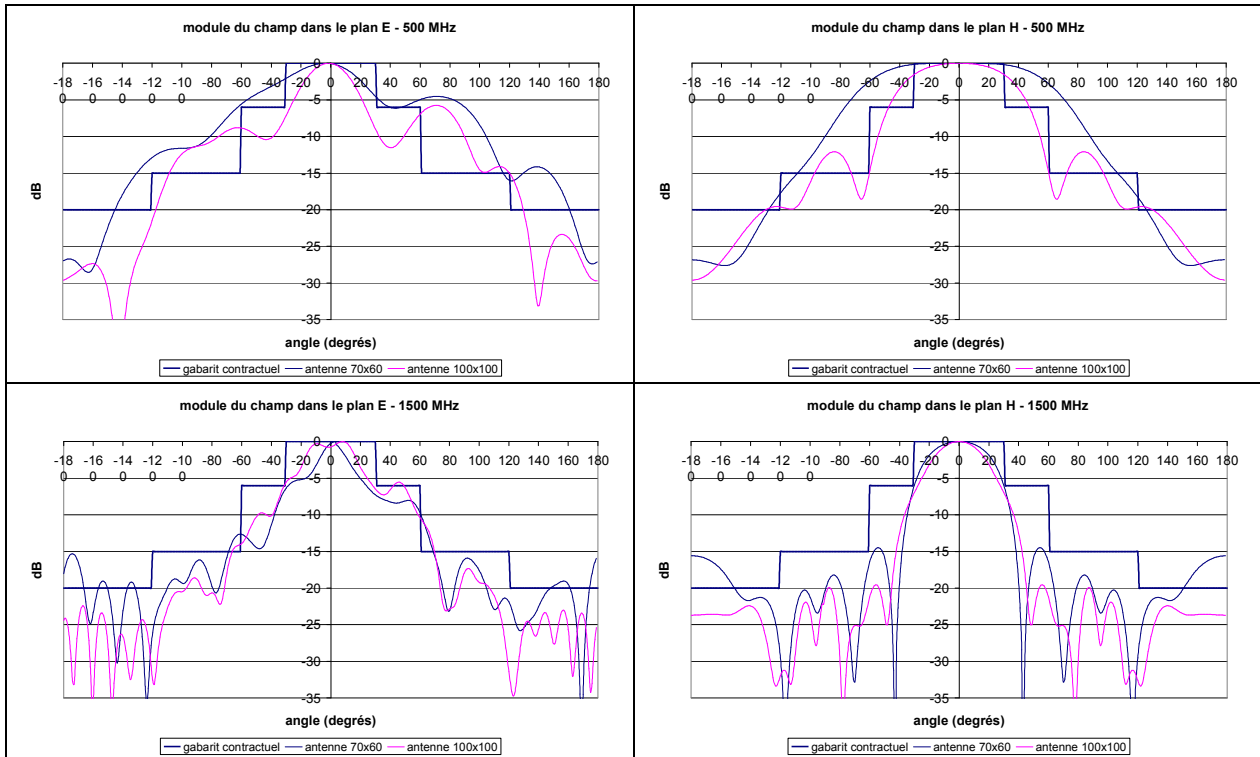 module du champ dans le plan E - 500 MHz
-18 -16 -14 -12 -10 -80 -60 -40 -20 0 20 40 60 80 100 120 140 160 180
0 0 0 0 0
0
-5
-10
-15
-20
-25
-30
-35
dB
angle (degrés)
gabarit contractuel antenne 70x60 antenne 100x100
module du champ dans le plan H - 500 MHz
-18 -16 -14 -12 -10 -80 -60 -40 -20 0 20 40 60 80 100 120 140 160 180
0 0 0 0 0
0
-5
-10
-15
-20
-25
-30
-35
dB
angle (degrés)
gabarit contractuel antenne 70x60 antenne 100x100
module du champ dans le plan E - 1500 MHz
-18 -16 -14 -12 -10 -80 -60 -40 -20 0 20 40 60 80 100 120 140 160 180
0 0 0 0 0
0
-5
-10
-15
-20
-25
-30
-35
dB
angle (degrés)
gabarit contractuel antenne 70x60 antenne 100x100
module du champ dans le plan H - 1500 MHz
-18 -16 -14 -12 -10 -80 -60 -40 -20 0 20 40 60 80 100 120 140 160 180
0 0 0 0 0
0
-5
-10
-15
-20
-25
-30
-35
dB
angle (degrés)
gabarit contractuel antenne 70x60 antenne 100x100